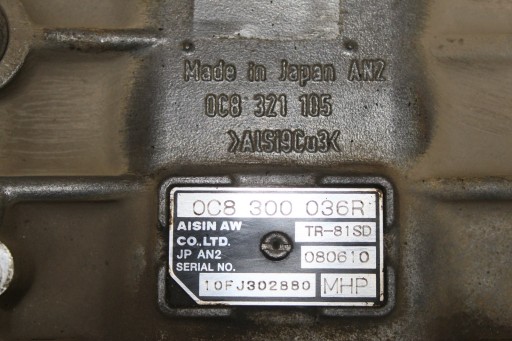 Made in Japan AN2
0C8 321 105
>AlSi9Cu3<
0C8 300 036R
AISIN AW CO.,LTD.
TR-81SD
JP AN2
080610
SERIAL NO.
10FJ302880
MHP